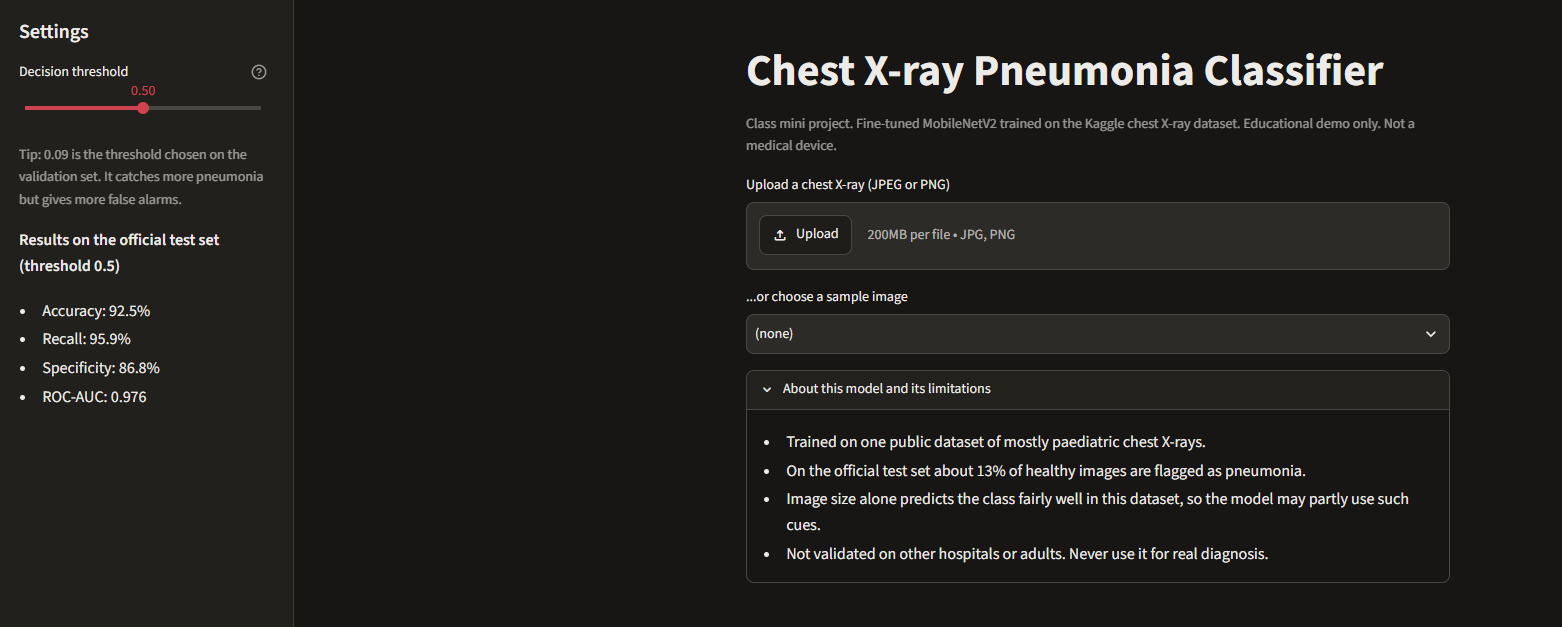 Settings
Decision threshold
0.50
Tip: 0.09 is the threshold chosen on the
validation set. It catches more pneumonia
but gives more false alarms.
Results on the official test set
(threshold 0.5)
• Accuracy: 92.5%
• Recall: 95.9%
• Specificity: 86.8%
• ROC-AUC: 0.976
Chest X-ray Pneumonia Classifier
Class mini project. Fine-tuned MobileNetV2 trained on the Kaggle chest X-ray dataset. Educational demo only. Not a
medical device.
Upload a chest X-ray (JPEG or PNG)
Upload 200MB per file • JPG, PNG
...or choose a sample image
(none)
About this model and its limitations
• Trained on one public dataset of mostly paediatric chest X-rays.
• On the official test set about 13% of healthy images are flagged as pneumonia.
• Image size alone predicts the class fairly well in this dataset, so the model may partly use such
cues.
• Not validated on other hospitals or adults. Never use it for real diagnosis.